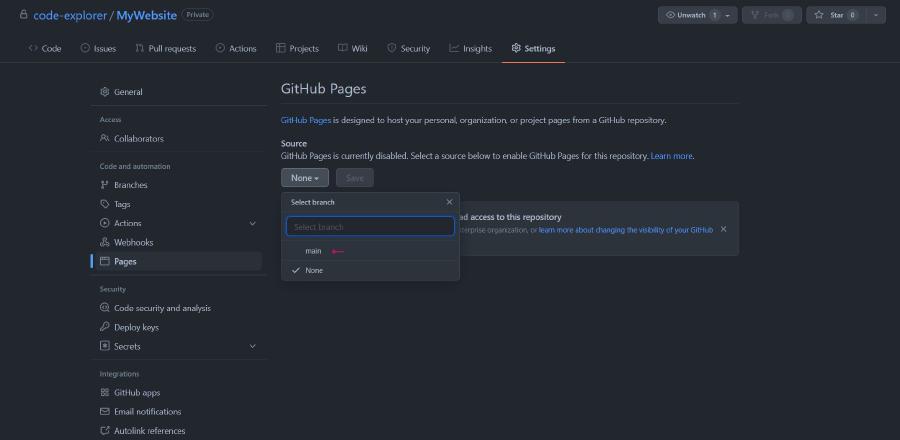 code-explorer / MyWebsite Private
Unwatch 1
Fork 0
Star 0
Code
Issues
Pull requests
Actions
Projects
Wiki
Security
Insights
Settings
General
Access
Collaborators
Code and automation
Branches
Tags
Actions
Webhooks
Pages
Security
Code security and analysis
Deploy keys
Secrets
Integrations
GitHub apps
Email notifications
Autolink references
GitHub Pages
GitHub Pages is designed to host your personal, organization, or project pages from a GitHub repository.
Source
GitHub Pages is currently disabled. Select a source below to enable GitHub Pages for this repository. Learn more.
None
Save
Select branch
Select branch
main
None
ad access to this repository
terprise organization, or learn more about changing the visibility of your GitHub